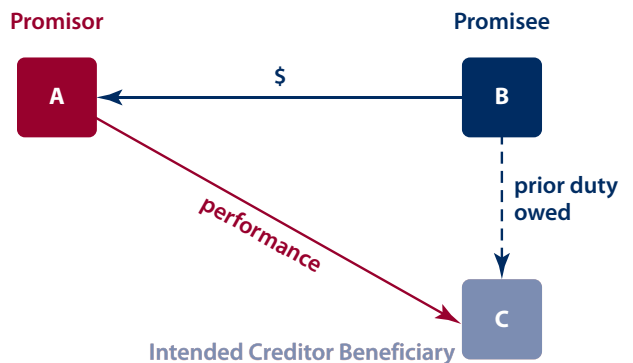 Promisor
Promisee
$
A
B
prior duty
owed
performance
C
Intended Creditor Beneficiary